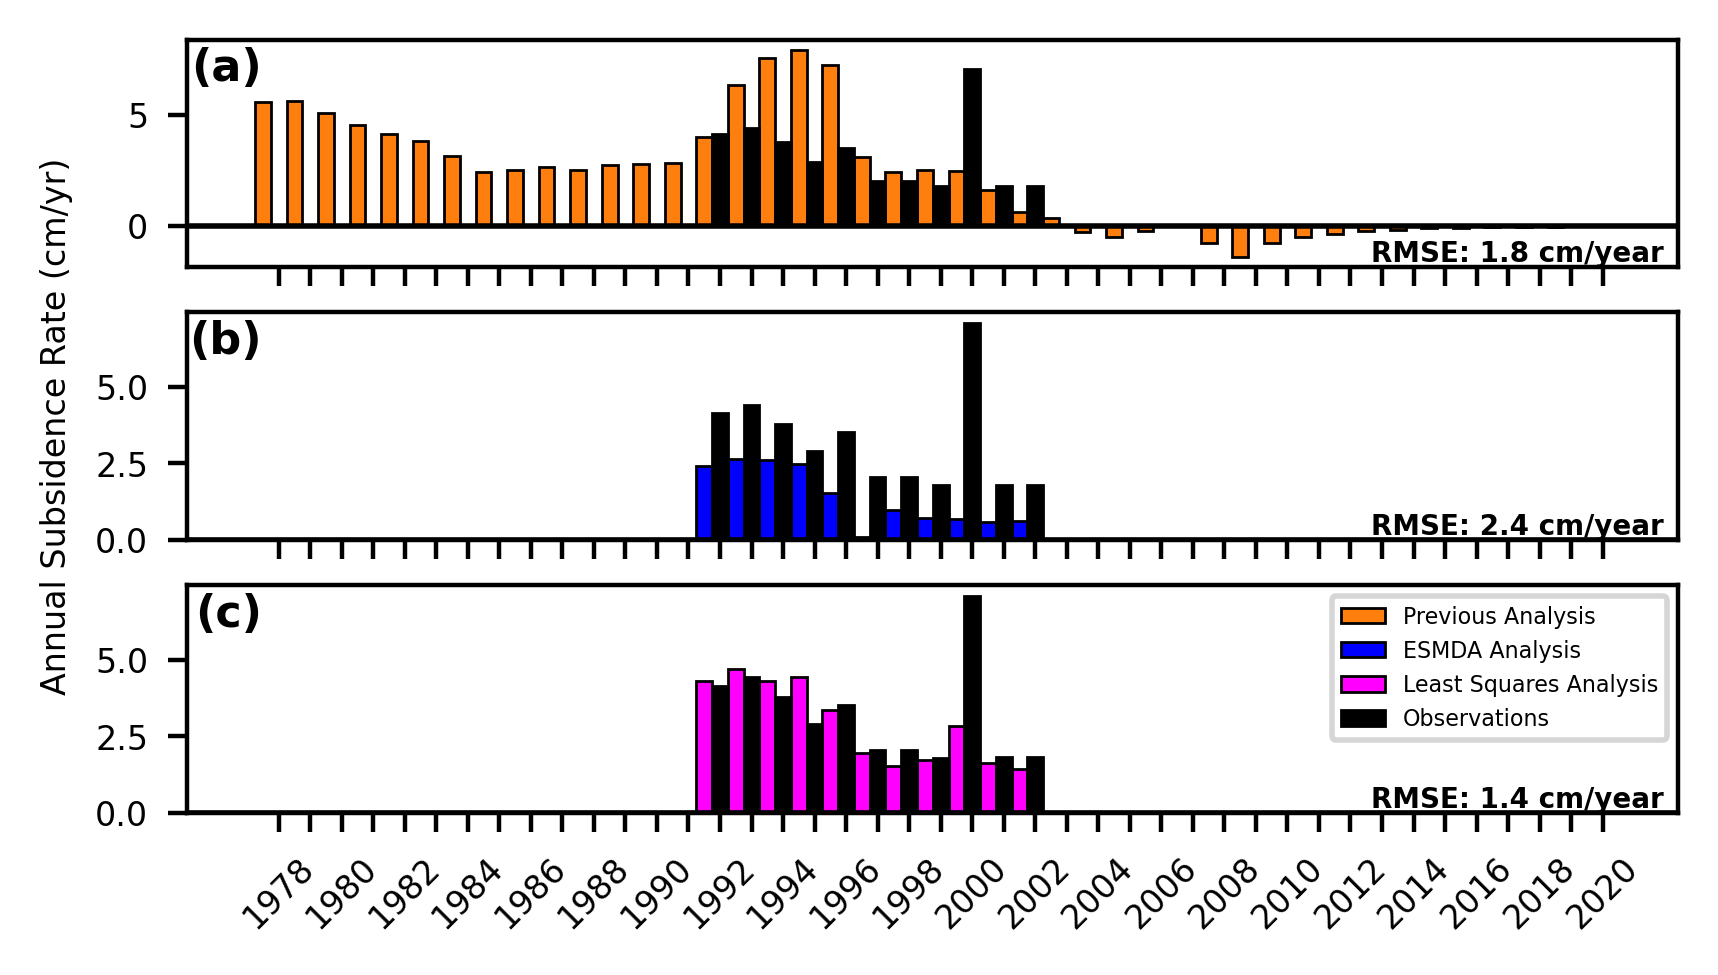 Annual Subsidence Rate (cm/yr)
(a)
5
0
RMSE: 1.8 cm/year
(b)
5.0
2.5
0.0
RMSE: 2.4 cm/year
(c)
5.0
2.5
0.0
Previous Analysis
ESMDA Analysis
Least Squares Analysis
Observations
RMSE: 1.4 cm/year
1978 1980 1982 1984 1986 1988 1990 1992 1994 1996 1998 2000 2002 2004 2006 2008 2010 2012 2014 2016 2018 2020